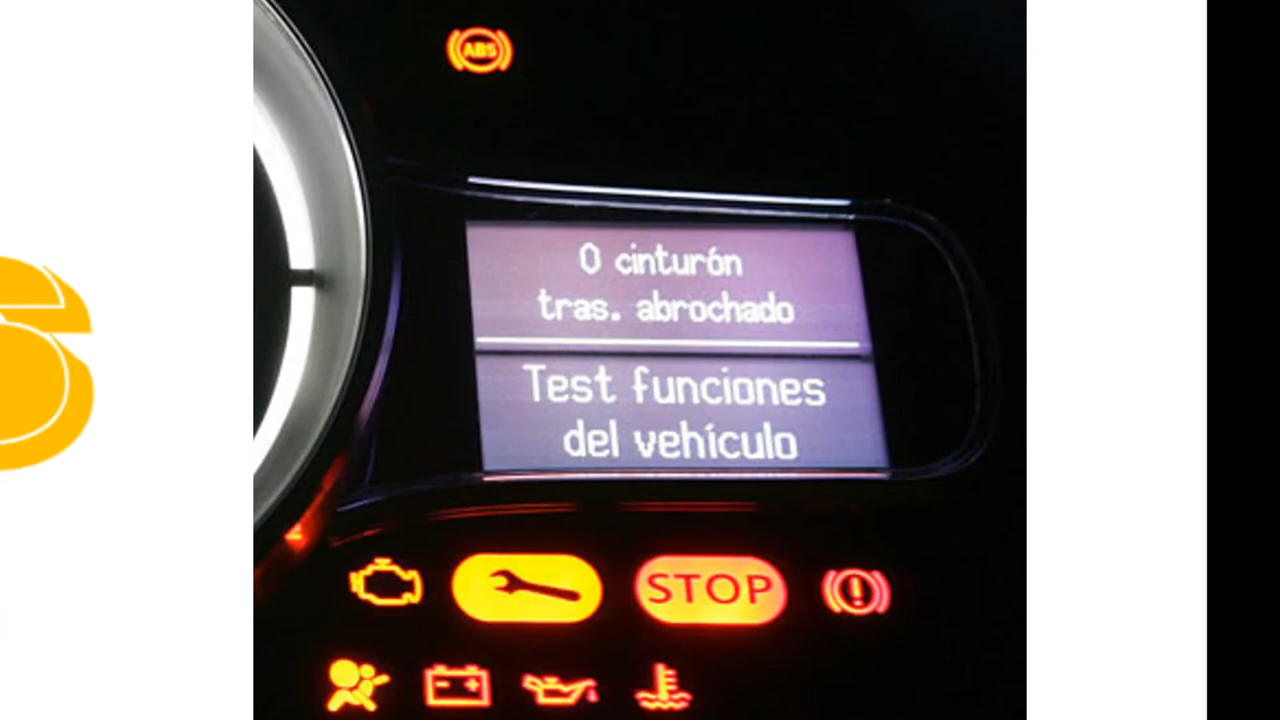 ABS
0 cinturón
tras. abrochado
Test funciones
del vehículo
STOP